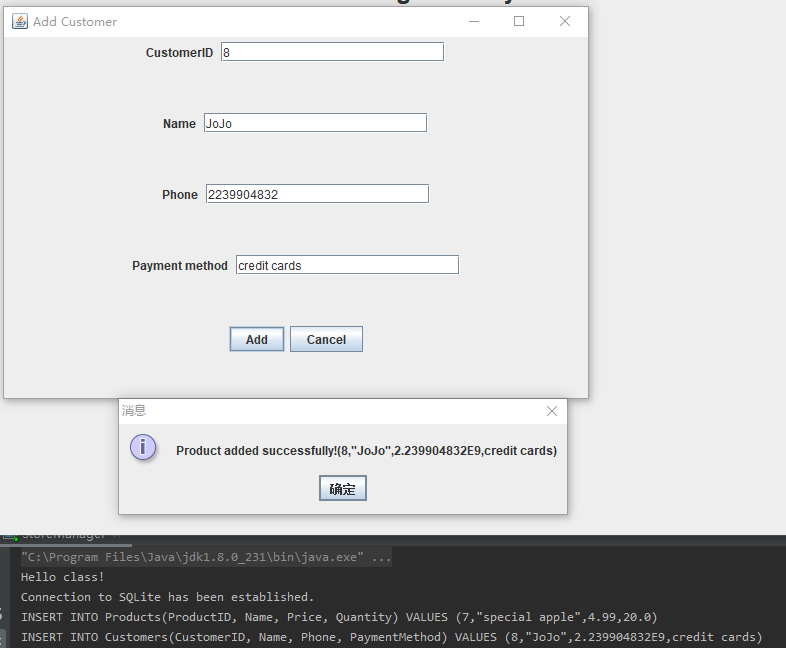 Add Customer
CustomerID 8
Name JoJo
Phone 2239904832
Payment method credit cards
Add Cancel
消息
Product added successfully!(8,"JoJo",2.239904832E9,credit cards)
确定
StoreManager
"C:\Program Files\Java\jdk1.8.0_231\bin\java.exe" ...
Hello class!
Connection to SQLite has been established.
INSERT INTO Products(ProductID, Name, Price, Quantity) VALUES (7,"special apple",4.99,20.0)
INSERT INTO Customers(CustomerID, Name, Phone, PaymentMethod) VALUES (8,"JoJo",2.239904832E9,credit cards)